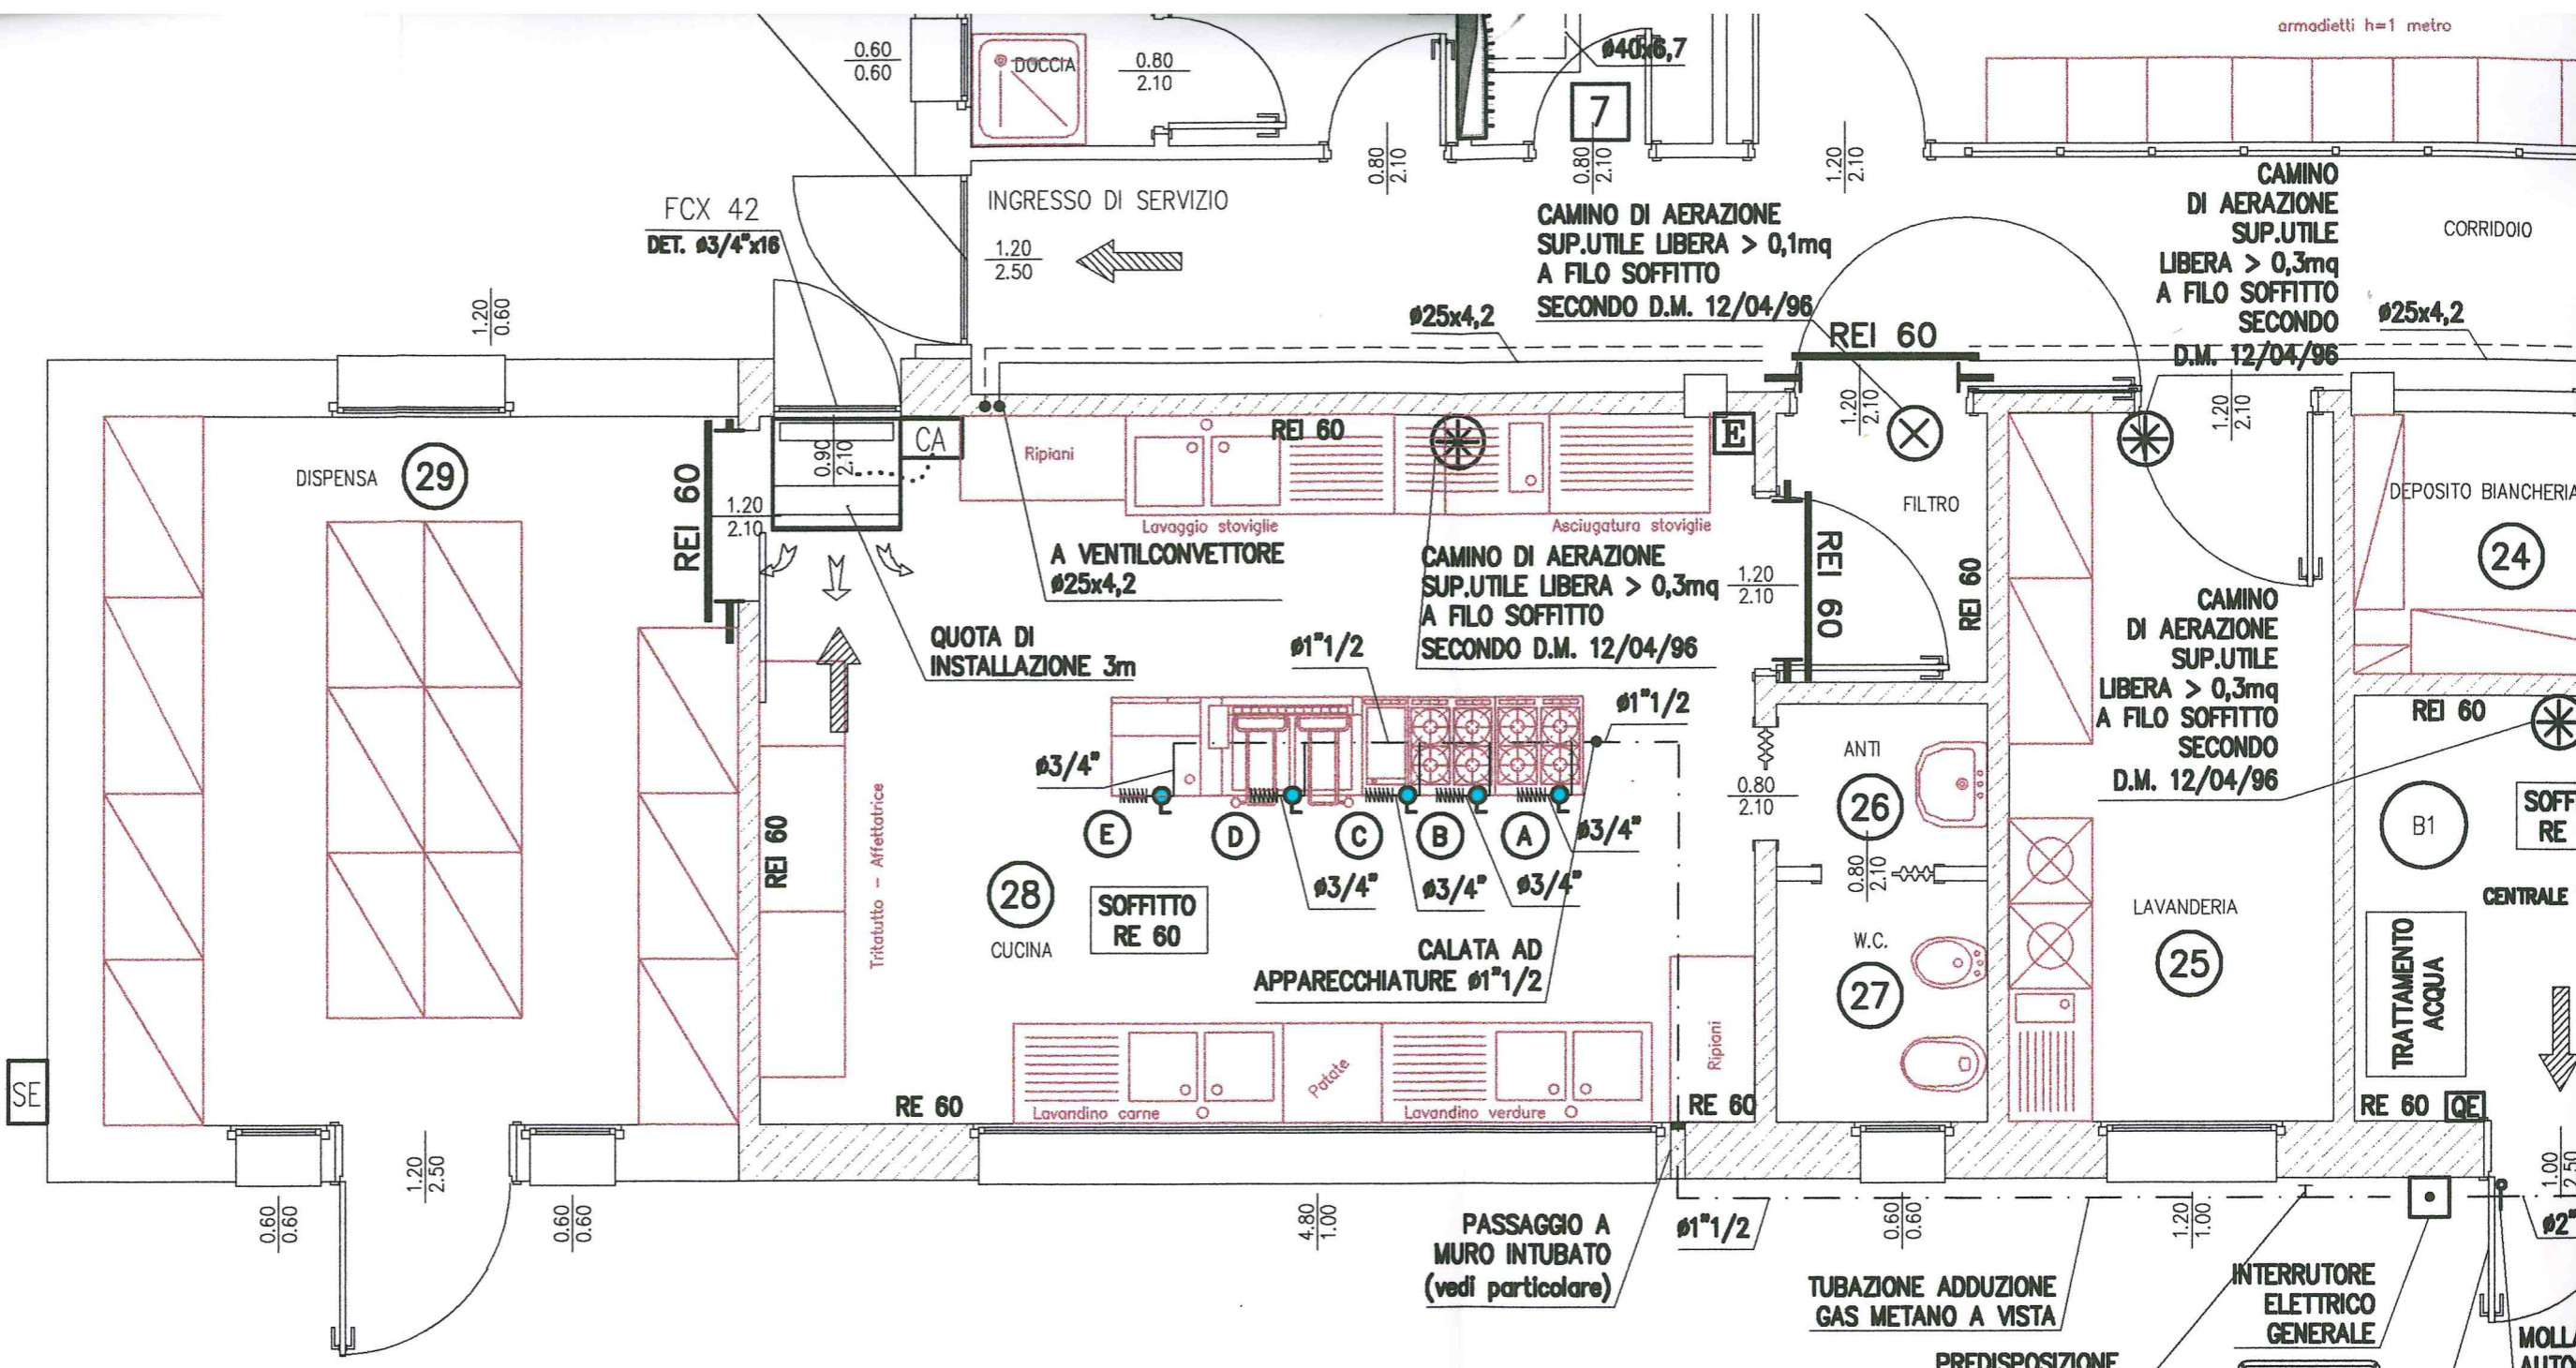 armadietti h=1 metro
0.60
0.60
DOCCIA
0.80
2.10
ø40x6,7
7
0.80
2.10
0.80
2.10
1.20
2.10
FCX 42
DET. ø3/4"x16
INGRESSO DI SERVIZIO
1.20
2.50
CAMINO DI AERAZIONE
SUP.UTILE LIBERA > 0,1mq
A FILO SOFFITTO
SECONDO D.M. 12/04/96
CAMINO
DI AERAZIONE
SUP.UTILE
LIBERA > 0,3mq
A FILO SOFFITTO
SECONDO
D.M. 12/04/96
CORRIDOIO
ø25x4,2
ø25x4,2
1.20
0.60
REI 60
1.20
2.10
1.20
2.10
DISPENSA
29
REI 60
1.20
2.10
0.90
2.10
CA
Ripiani
REI 60
E
Lavaggio stoviglie
Asciugatura stoviglie
FILTRO
DEPOSITO BIANCHERIA
24
A VENTILCONVETTORE
ø25x4,2
CAMINO DI AERAZIONE
SUP.UTILE LIBERA > 0,3mq
A FILO SOFFITTO
SECONDO D.M. 12/04/96
1.20
2.10
REI 60
REI 60
CAMINO
DI AERAZIONE
SUP.UTILE
LIBERA > 0,3mq
A FILO SOFFITTO
SECONDO
D.M. 12/04/96
QUOTA DI
INSTALLAZIONE 3m
ø1"1/2
ø1"1/2
REI 60
ø3/4"
ANTI
26
0.80
2.10
0.80
2.10
B1
SOFF
RE
E
D
C
B
A
ø3/4"
ø3/4"
ø3/4"
ø3/4"
REI 60
Tritatutto - Affettatrice
28
CUCINA
SOFFITTO
RE 60
CALATA AD
APPARECCHIATURE ø1"1/2
W.C.
27
LAVANDERIA
25
CENTRALE
TRATTAMENTO
ACQUA
SE
RE 60
Lavandino carne
Patate
Lavandino verdure
Ripiani
RE 60
RE 60
QE
1.20
2.50
0.60
0.60
0.60
0.60
4.80
1.00
PASSAGGIO A
MURO INTUBATO
(vedi particolare)
ø1"1/2
0.60
0.60
1.20
1.00
1.00
2.50
ø2"
TUBAZIONE ADDUZIONE
GAS METANO A VISTA
INTERRUTORE
ELETTRICO
GENERALE
PREDISPOSIZIONE
MOLLA
AUTO